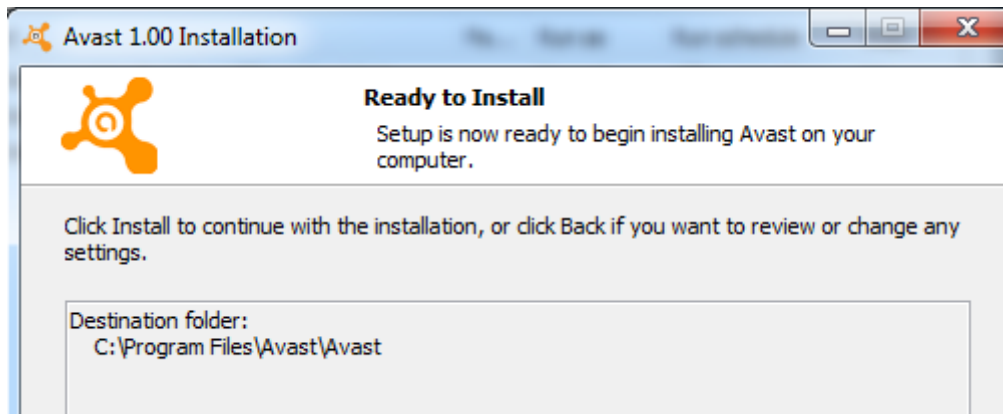 Avast 1.00 Installation
Ready to Install
Setup is now ready to begin installing Avast on your
computer.
Click Install to continue with the installation, or click Back if you want to review or change any
settings.
Destination folder:
C:\Program Files\Avast\Avast